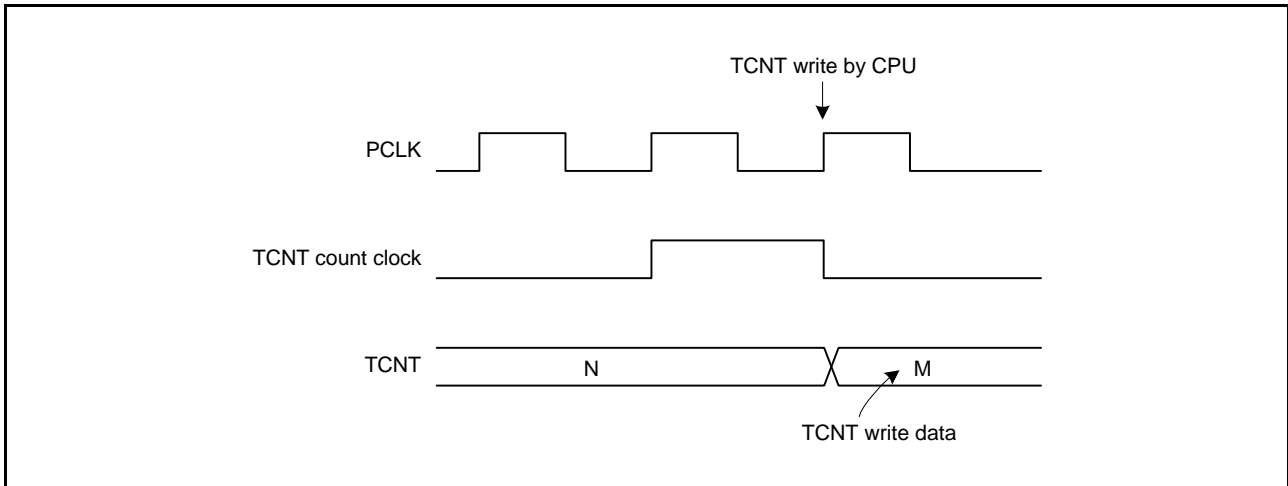 TCNT write by CPU
PCLK
TCNT count clock
TCNT
N
M
TCNT write data